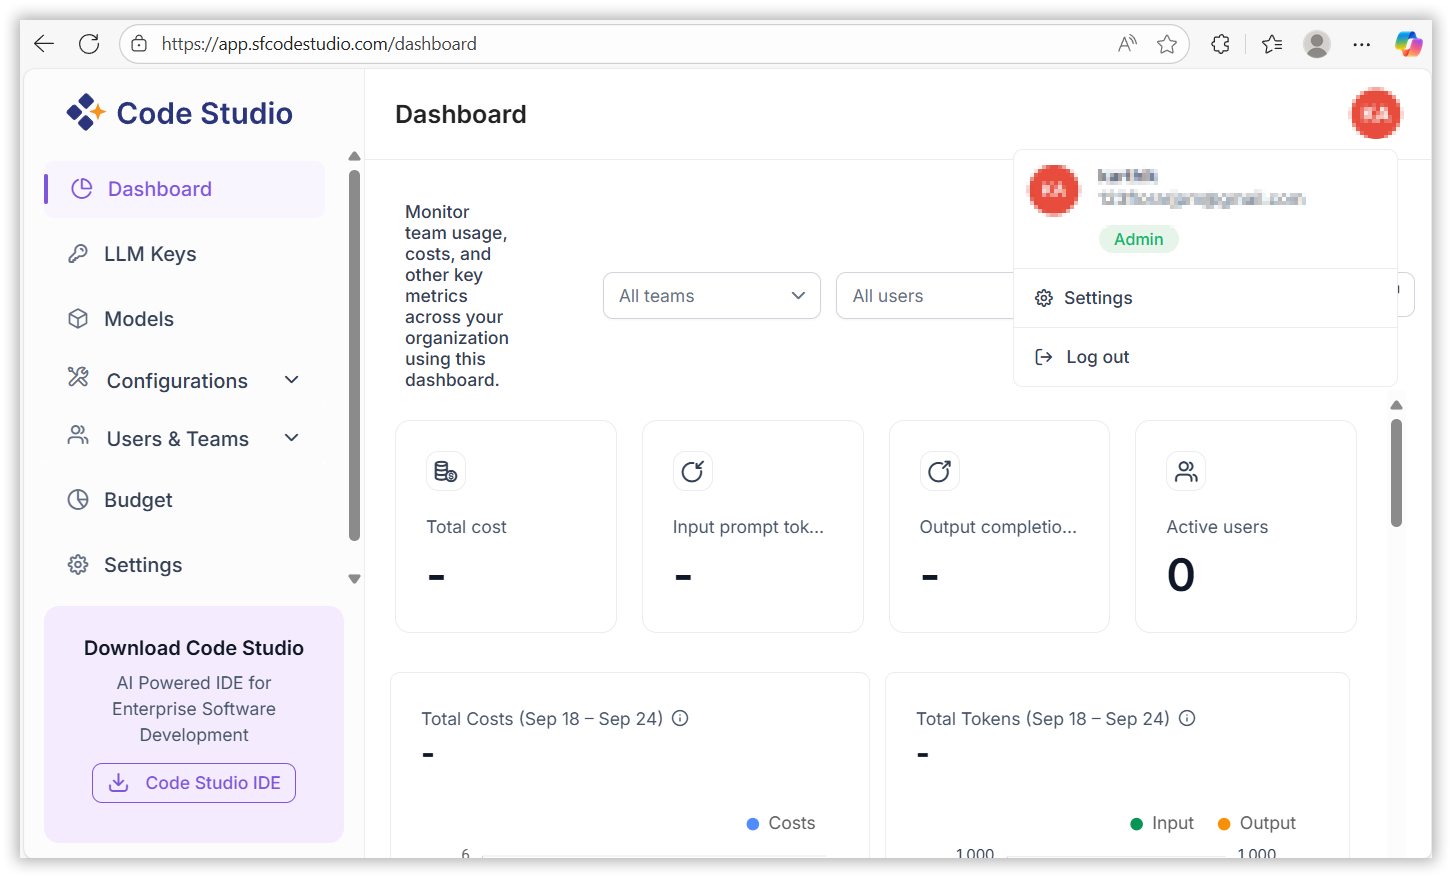 https://app.sfcodestudio.com/dashboard
Code Studio
Dashboard
LLM Keys
Models
Configurations
Users & Teams
Budget
Settings
Download Code Studio
AI Powered IDE for
Enterprise Software
Development
Code Studio IDE
Dashboard
KA
KA
karthik
Admin
Settings
Log out
Monitor
team usage,
costs, and
other key
metrics
across your
organization
using this
dashboard.
All teams
All users
Total cost
-
Input prompt tok...
-
Output completio...
-
Active users
0
Total Costs (Sep 18 – Sep 24)
-
Costs
6
Total Tokens (Sep 18 – Sep 24)
-
Input
Output
1,000
1,000